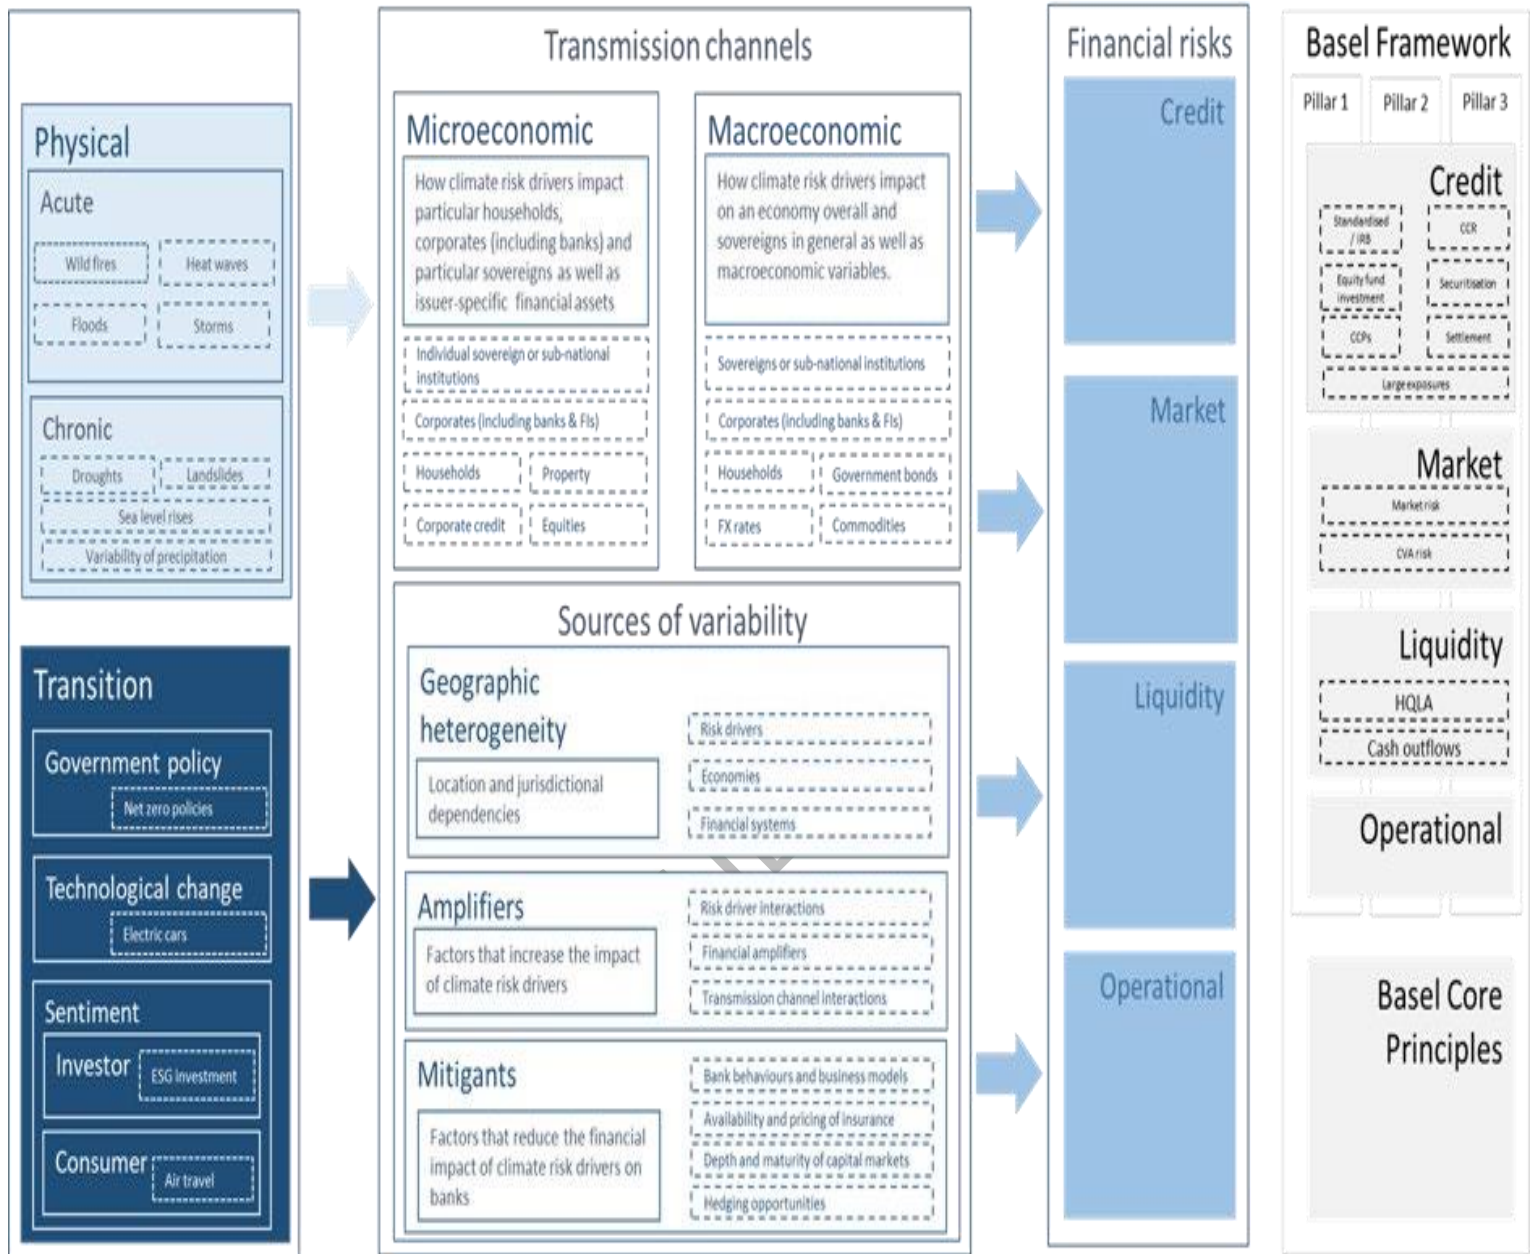 Physical
Acute
Wild fires
Heat waves
Floods
Storms
Chronic
Droughts
Landslides
Sea level rises
Variability of precipitation
Transition
Government policy
Net zero policies
Technological change
Electric cars
Sentiment
Investor
ESG investment
Consumer
Air travel
Transmission channels
Microeconomic
How climate risk drivers impact
particular households,
corporates (including banks) and
particular sovereigns as well as
issuer-specific financial assets
Individual sovereign or sub-national
institutions
Corporates (including banks & FIs)
Households
Property
Corporate credit
Equities
Macroeconomic
How climate risk drivers impact
on an economy overall and
sovereigns in general as well as
macroeconomic variables.
Sovereigns or sub-national institutions
Corporates (including banks & FIs)
Households
Government bonds
FX rates
Commodities
Sources of variability
Geographic
heterogeneity
Location and jurisdictional
dependencies
Risk drivers
Economies
Financial systems
Amplifiers
Factors that increase the impact
of climate risk drivers
Risk driver interactions
Financial amplifiers
Transmission channel interactions
Mitigants
Factors that reduce the financial
impact of climate risk drivers on
banks
Bank behaviours and business models
Availability and pricing of insurance
Depth and maturity of capital markets
Hedging opportunities
Financial risks
Credit
Market
Liquidity
Operational
Basel Framework
Pillar 1
Pillar 2
Pillar 3
Credit
Standardised
/ IRB
CCR
Equity fund
investment
Securitisation
CCPs
Settlement
Large exposures
Market
Market risk
CVA risk
Liquidity
HQLA
Cash outflows
Operational
Basel Core
Principles